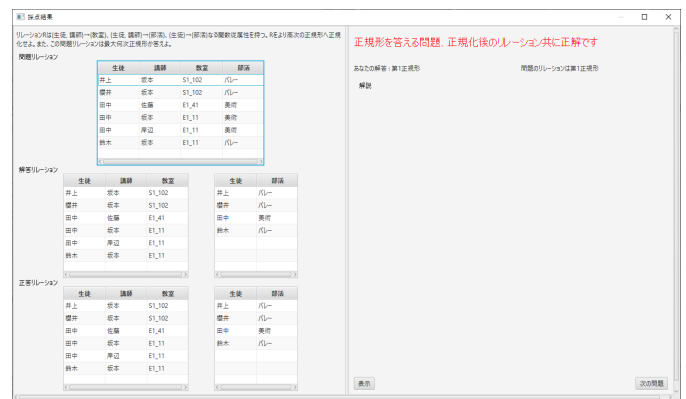 採点結果
リレーションRは{生徒, 講師}→{教室}, {生徒, 講師}→{部活}, {生徒}→{部活}なる関数従属性を持つ。Rをより高次の正規形へ正規
化せよ。また、この問題リレーションは最大何次正規形か答えよ。
問題リレーション
生徒 講師 教室 部活
井上 坂本 S1_102 バレー
櫻井 坂本 S1_102 バレー
田中 佐藤 E1_41 美術
田中 坂本 E1_11 美術
田中 岸辺 E1_11 美術
鈴木 坂本 E1_11 バレー
解答リレーション
生徒 講師 教室 生徒 部活
井上 坂本 S1_102 井上 バレー
櫻井 坂本 S1_102 櫻井 バレー
田中 佐藤 E1_41 田中 美術
田中 坂本 E1_11 鈴木 バレー
田中 岸辺 E1_11
鈴木 坂本 E1_11
正答リレーション
生徒 講師 教室 生徒 部活
井上 坂本 S1_102 井上 バレー
櫻井 坂本 S1_102 櫻井 バレー
田中 佐藤 E1_41 田中 美術
田中 坂本 E1_11 鈴木 バレー
田中 岸辺 E1_11
鈴木 坂本 E1_11
正規形を答える問題, 正規化後のリレーション共に正解です
あなたの解答：第1正規形 問題のリレーションは第1正規形
解説
表示 次の問題